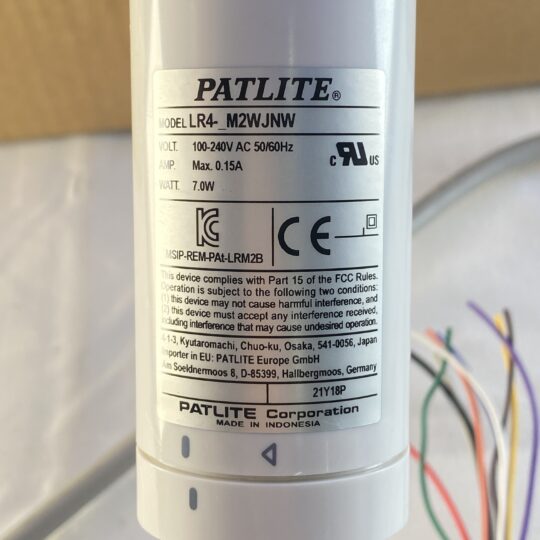 PATLITE®
MODEL LR4-_M2WJNW
VOLT. 100-240V AC 50/60Hz
AMP. Max. 0.15A
WATT. 7.0W
c RU US
MSIP-REM-PAt-LRM2B
CE
This device complies with Part 15 of the FCC Rules.
Operation is subject to the following two conditions:
(1) this device may not cause harmful interference, and
(2) this device must accept any interference received,
including interference that may cause undesired operation.
4-1-3, Kyutaromachi, Chuo-ku, Osaka, 541-0056, Japan
Importer in EU: PATLITE Europe GmbH
Am Soeldnermoos 8, D-85399, Hallbergmoos, Germany
21Y18P
PATLITE Corporation
MADE IN INDONESIA